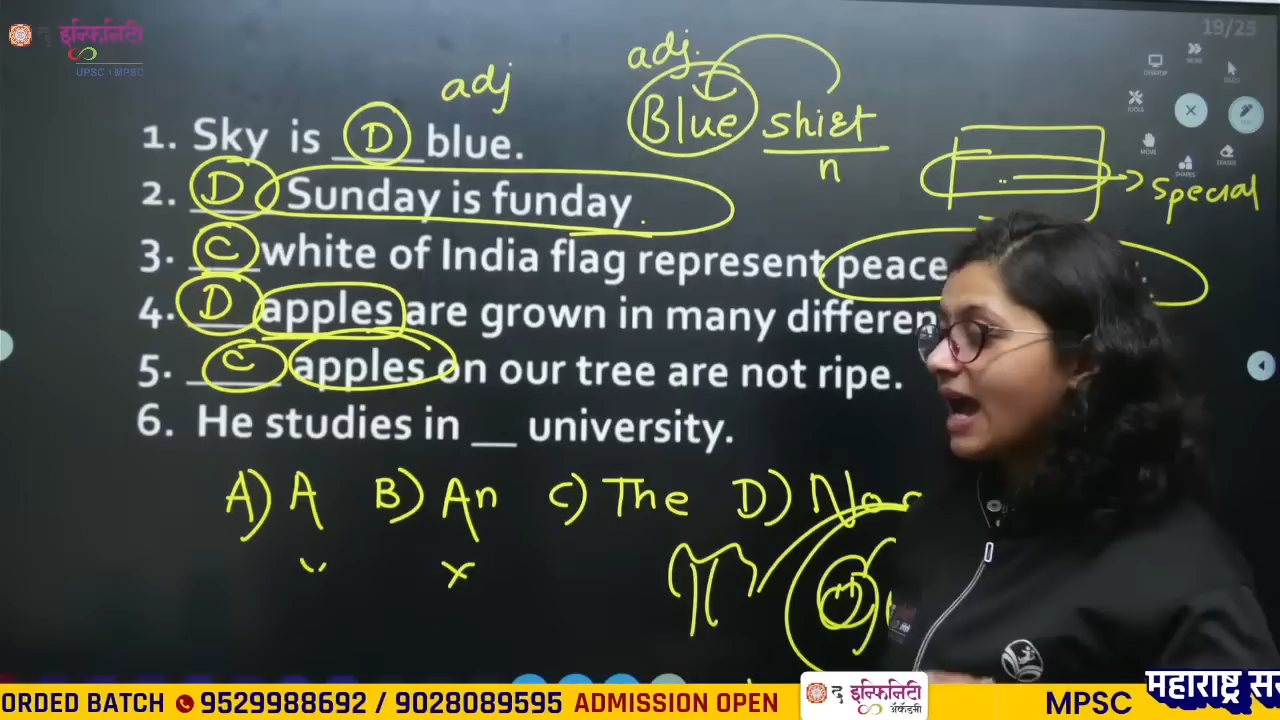 19/25
द इन्फिनिटी
UPSC | MPSC
adj
adj.
Blue shirt
n
1. Sky is D blue.
2. D Sunday is funday.
special
3. C white of India flag represent peace
4. D apples are grown in many differen
5. C apples on our tree are not ripe.
6. He studies in __ university.
A) A B) An C) The D)
ORDED BATCH 9529988692 / 9028089595 ADMISSION OPEN
द इन्फिनिटी
अ‍ॅकॅडमी
MPSC
महाराष्ट्र